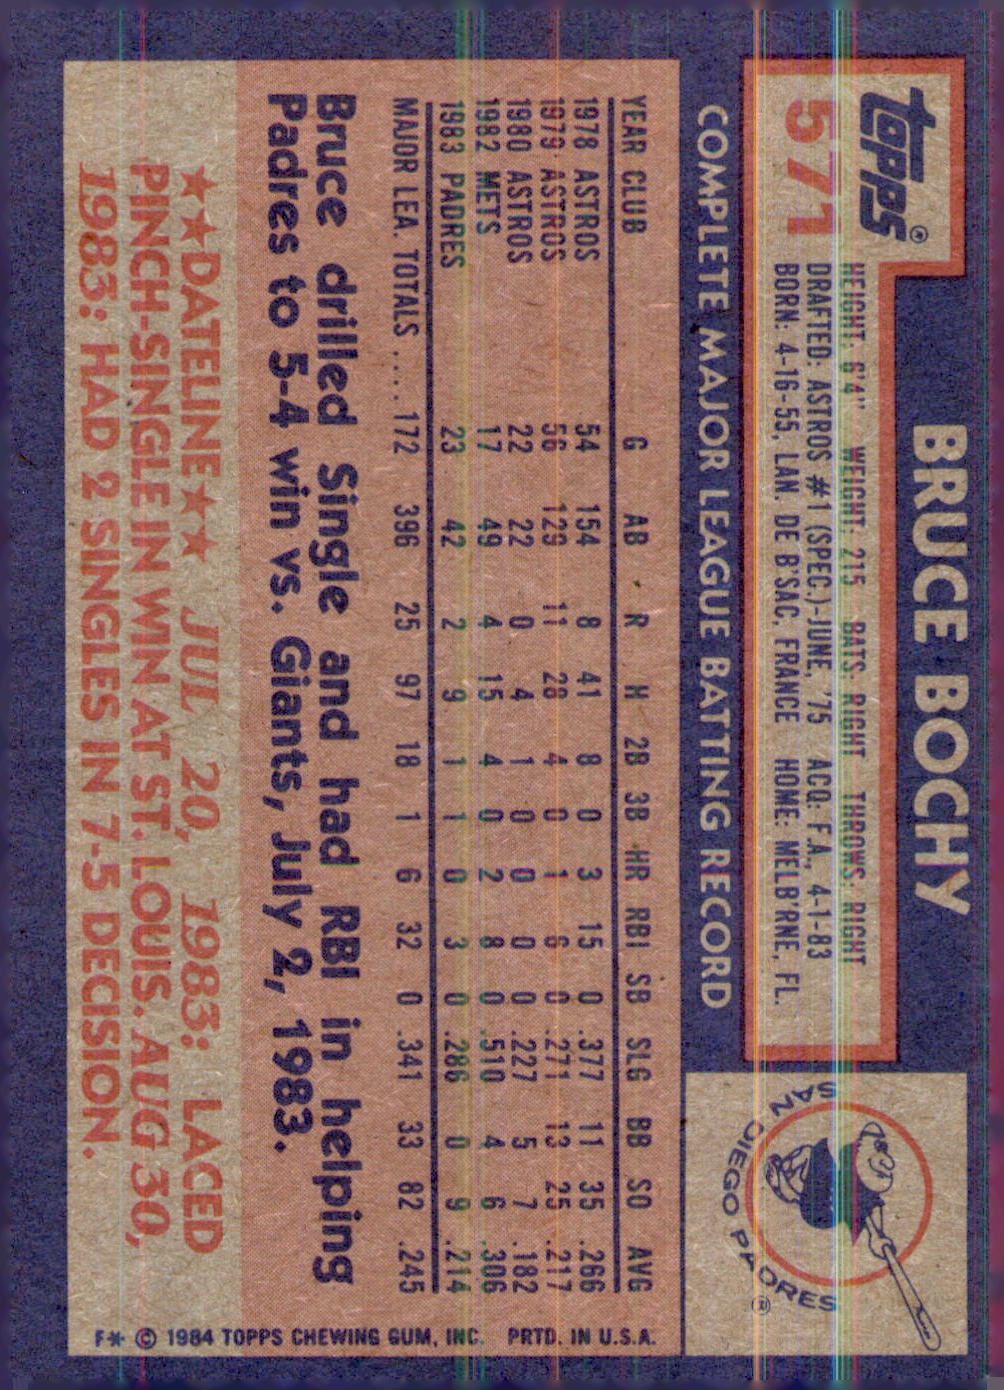 Topps®
571
BRUCE BOCHY
HEIGHT: 6'4" WEIGHT: 215 BATS: RIGHT THROWS: RIGHT
DRAFTED: ASTROS #1 (SPEC.)-JUNE, '75 ACQ: F.A., 4-1-83
BORN: 4-16-55, LAN. DE B'SAC, FRANCE HOME: MELB'RNE, FL.
SAN DIEGO PADRES ®
COMPLETE MAJOR LEAGUE BATTING RECORD
YEAR CLUB G AB R H 2B 3B HR RBI SB SLG BB SO AVG
1978 ASTROS 54 154 8 41 8 0 3 15 0 .377 11 35 .266
1979 ASTROS 56 129 11 28 4 0 1 6 0 .271 13 25 .217
1980 ASTROS 22 22 0 4 1 0 0 0 0 .227 5 7 .182
1982 METS 17 49 4 15 4 0 2 8 0 .510 4 6 .306
1983 PADRES 23 42 2 9 1 1 0 3 0 .286 0 9 .214
MAJOR LEA. TOTALS .... 172 396 25 97 18 1 6 32 0 .341 33 82 .245
Bruce drilled Single and had RBI in helping
Padres to 5-4 win vs. Giants, July 2, 1983.
★★DATELINE★★ JUL 20, 1983: LACED
PINCH-SINGLE IN WIN AT ST. LOUIS. AUG 30,
1983: HAD 2 SINGLES IN 7-5 DECISION.
F* © 1984 TOPPS CHEWING GUM, INC. PRTD. IN U.S.A.